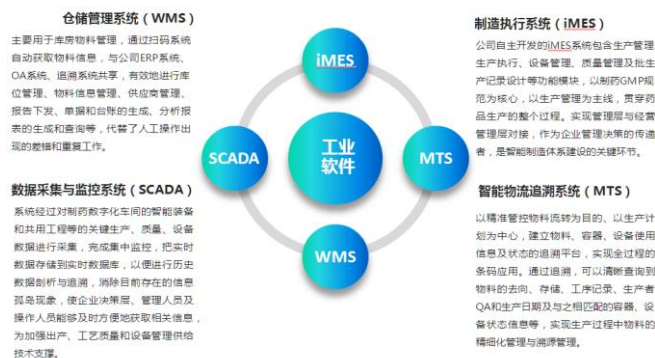 仓储管理系统（WMS）
主要用于库房物料管理，通过扫码系统
自动获取物料信息，与公司ERP系统、
OA系统、追溯系统共享，有效地进行库
位管理、物料信息管理、供应商管理、
报告下发、单据和台账的生成、分析报
表的生成和查询等，代替了人工操作出
现的差错和重复工作。
数据采集与监控系统（SCADA）
系统经过对制药数字化车间的智能装备
和共用工程等的关键生产、质量、设备
数据进行采集，完成集中监控，把实时
数据存储到实时数据库，以便进行历史
数据剖析与追溯，消除目前存在的信息
孤岛现象，使企业决策层、管理人员及
操作人员能够及时方便地获取相关信息，
为加强出产、工艺质量和设备管理供给
技术支撑。
iMES
SCADA
工业
软件
MTS
WMS
制造执行系统（iMES）
公司自主开发的iMES系统包含生产管理
生产执行、设备管理、质量管理及批生
产记录设计等功能模块，以制药GMP规
范为核心，以生产管理为主线，贯穿药
品生产的整个过程。实现管理层与经营
管理层对接，作为企业管理决策的传递
者，是智能制造体系建设的关键环节。
智能物流追溯系统（MTS）
以精准管控物料流转为目的、以生产计
划为中心，建立物料、容器、设备使用
信息及状态的追溯平台，实现全过程的
条码应用。通过追溯，可以清晰查询到
物料的去向、存储、工序记录、生产者
QA和生产日期及与之相匹配的容器、设
备状态信息等，实现生产过程中物料的
精细化管理与溯源管理。